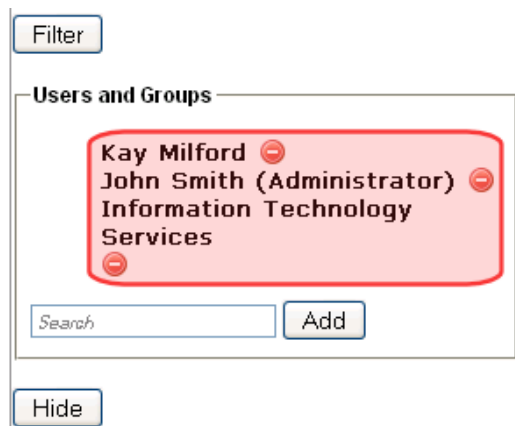 Filter
Users and Groups
Kay Milford
John Smith (Administrator)
Information Technology
Services
Search
Add
Hide